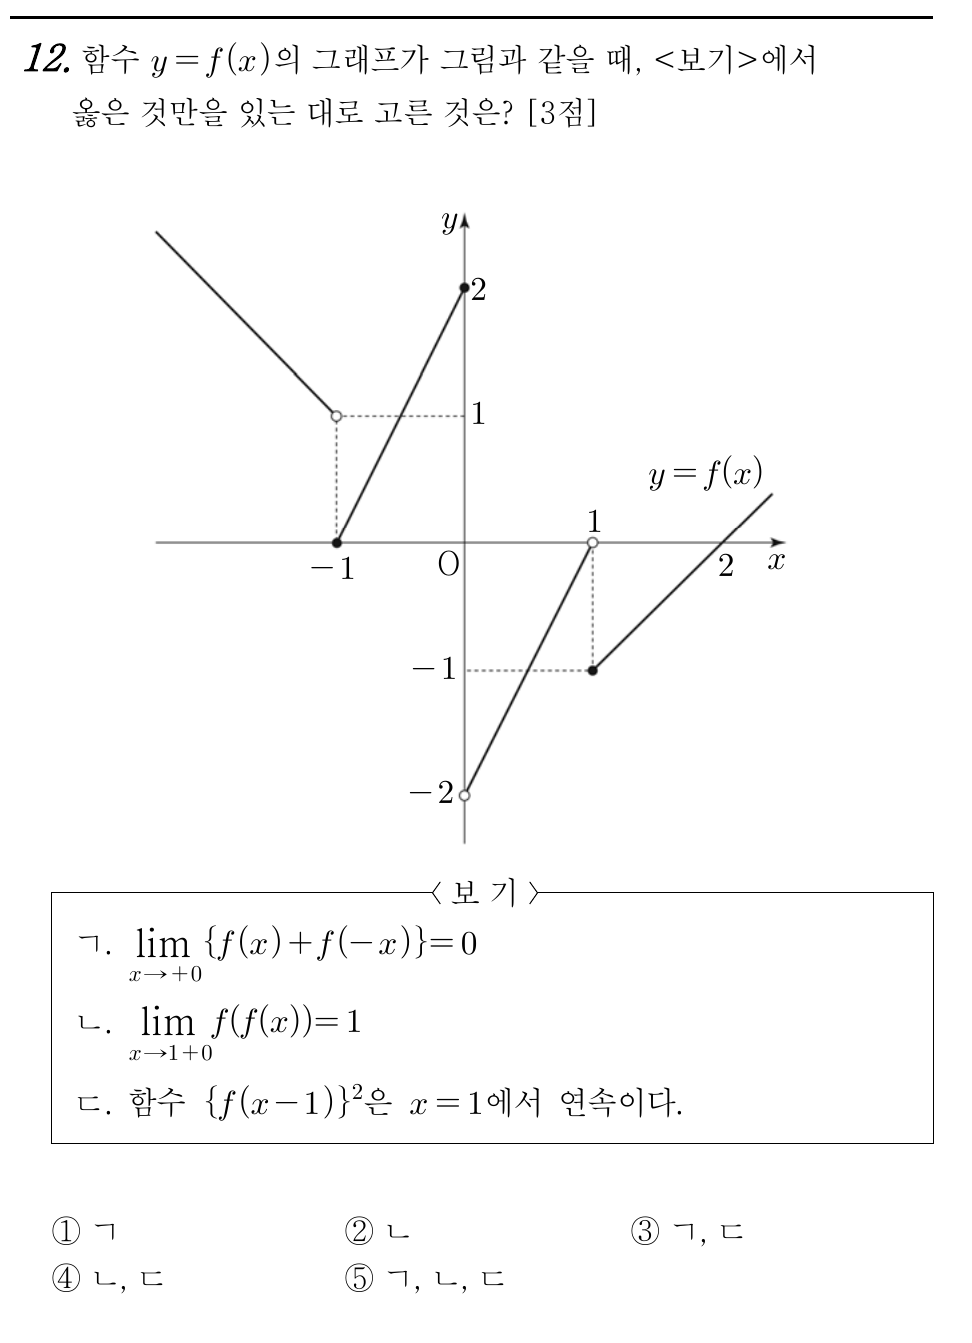 12. 함수 y=f(x)의 그래프가 그림과 같을 때, <보기>에서
옳은 것만을 있는 대로 고른 것은? [3점]
y
2
1
y=f(x)
1
-1
O
2
x
-1
-2
<보 기>
ㄱ. lim {f(x)+f(-x)}=0
x→+0
ㄴ. lim f(f(x))=1
x→1+0
ㄷ. 함수 {f(x-1)}²은 x=1에서 연속이다.
① ㄱ ② ㄴ ③ ㄱ, ㄷ
④ ㄴ, ㄷ ⑤ ㄱ, ㄴ, ㄷ